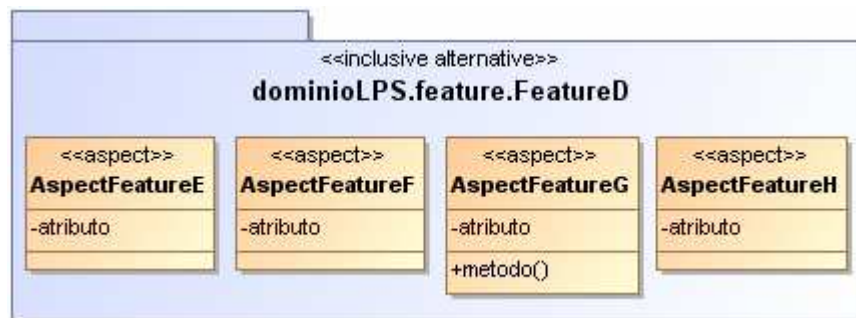 <<inclusive alternative>>
dominioLPS.feature.FeatureD
<<aspect>>
AspectFeatureE
-atributo
<<aspect>>
AspectFeatureF
-atributo
<<aspect>>
AspectFeatureG
-atributo
+metodo()
<<aspect>>
AspectFeatureH
-atributo